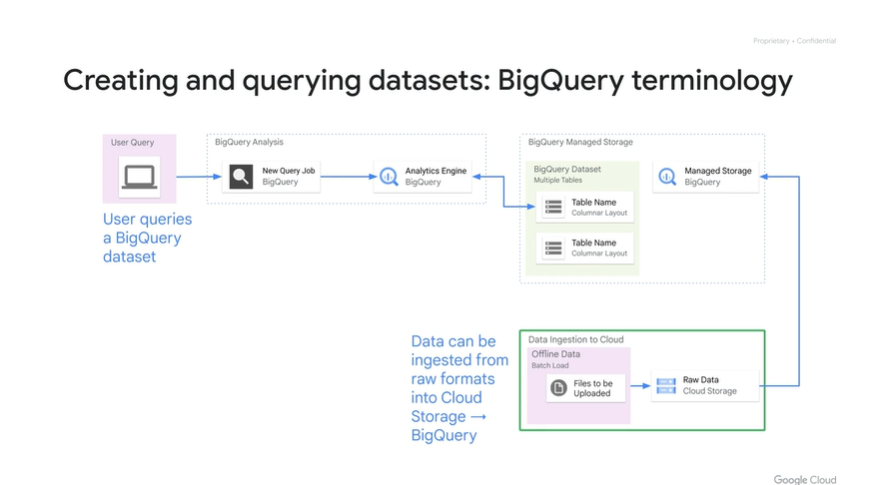 Proprietary + Confidential
Creating and querying datasets: BigQuery terminology
User Query
BigQuery Analysis
New Query Job
BigQuery
Analytics Engine
BigQuery
BigQuery Managed Storage
BigQuery Dataset
Multiple Tables
Table Name
Columnar Layout
Table Name
Columnar Layout
Managed Storage
BigQuery
User queries
a BigQuery
dataset
Data can be
ingested from
raw formats
into Cloud
Storage →
BigQuery
Data Ingestion to Cloud
Offline Data
Batch Load
Files to be
Uploaded
Raw Data
Cloud Storage
Google Cloud